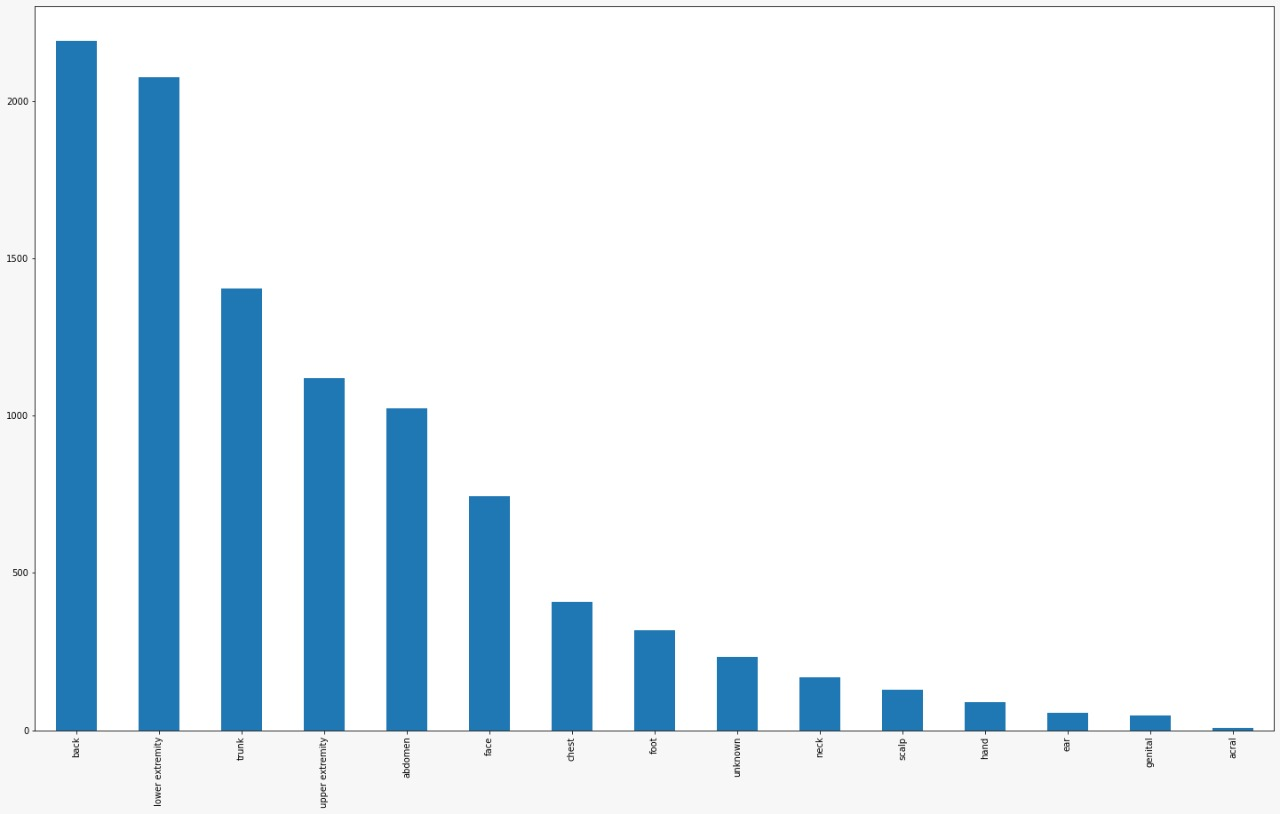 2000
1500
1000
500
0
back
lower extremity
trunk
upper extremity
abdomen
face
chest
foot
unknown
neck
scalp
hand
ear
genital
acral